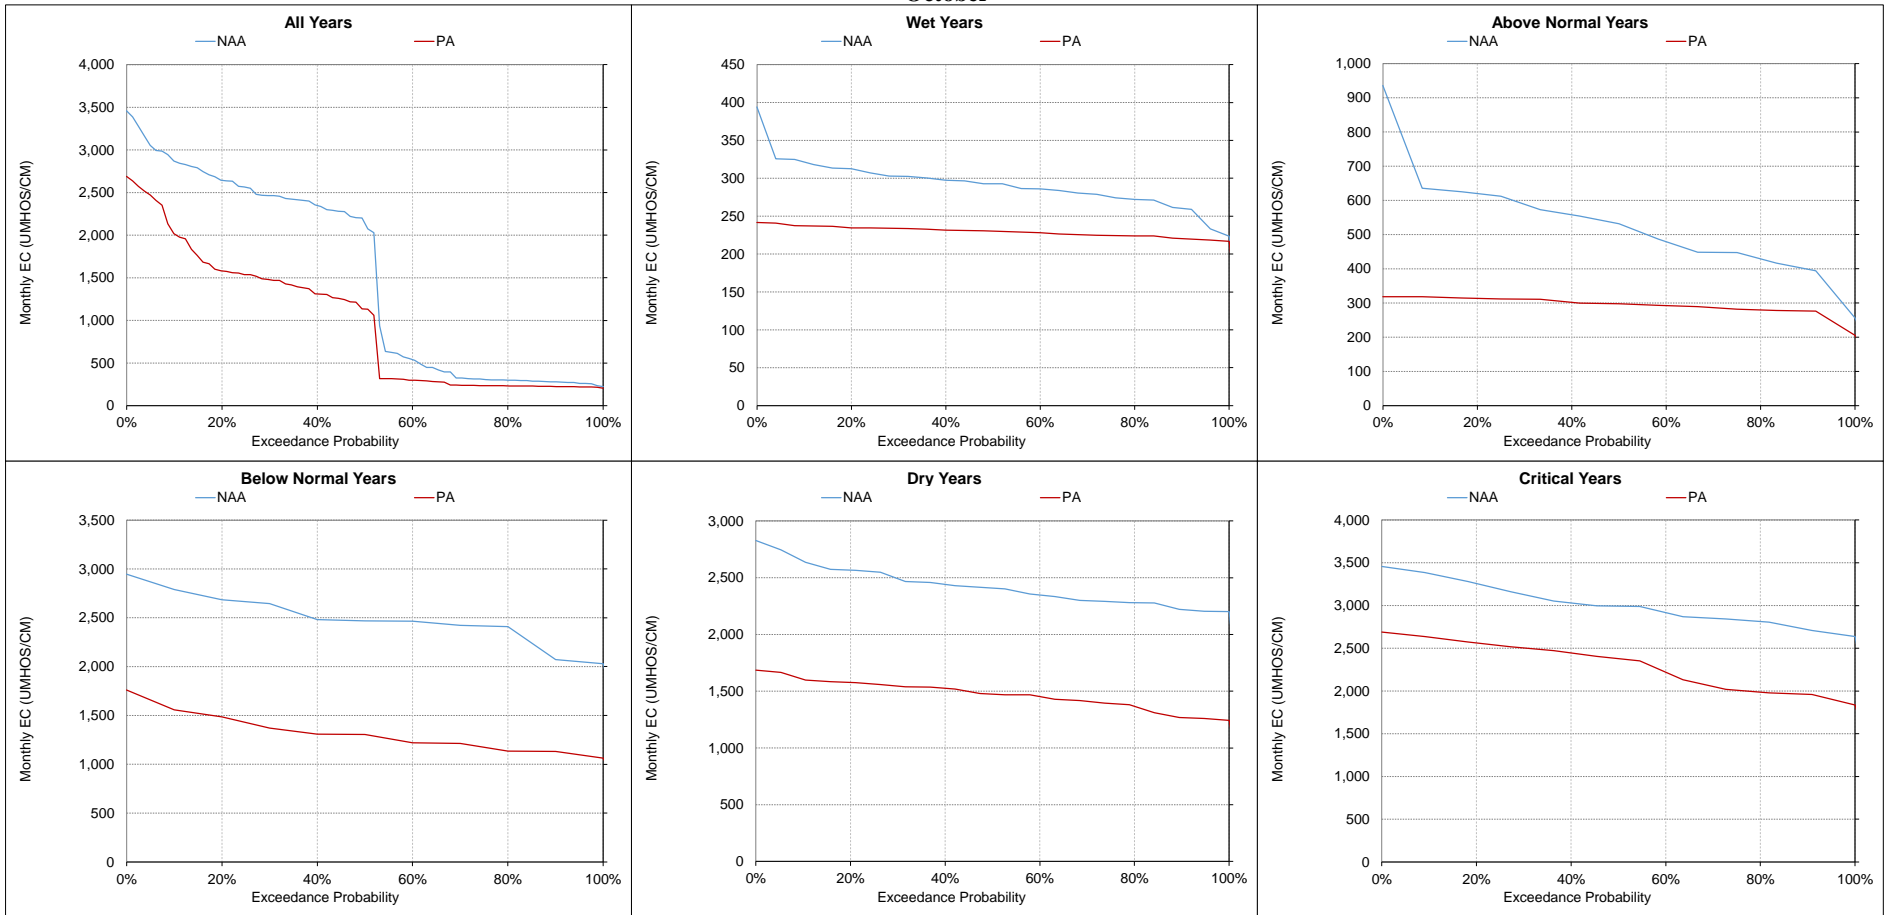 All Years
NAA PA
4,000
3,500
3,000
2,500
2,000
1,500
1,000
500
0
Monthly EC (UMHOS/CM)
0% 20% 40% 60% 80% 100%
Exceedance Probability
Wet Years
NAA PA
450
400
350
300
250
200
150
100
50
0
Monthly EC (UMHOS/CM)
0% 20% 40% 60% 80% 100%
Exceedance Probability
Above Normal Years
NAA PA
1,000
900
800
700
600
500
400
300
200
100
0
Monthly EC (UMHOS/CM)
0% 20% 40% 60% 80% 100%
Exceedance Probability
Below Normal Years
NAA PA
3,500
3,000
2,500
2,000
1,500
1,000
500
0
Monthly EC (UMHOS/CM)
0% 20% 40% 60% 80% 100%
Exceedance Probability
Dry Years
NAA PA
3,000
2,500
2,000
1,500
1,000
500
0
Monthly EC (UMHOS/CM)
0% 20% 40% 60% 80% 100%
Exceedance Probability
Critical Years
NAA PA
4,000
3,500
3,000
2,500
2,000
1,500
1,000
500
0
Monthly EC (UMHOS/CM)
0% 20% 40% 60% 80% 100%
Exceedance Probability